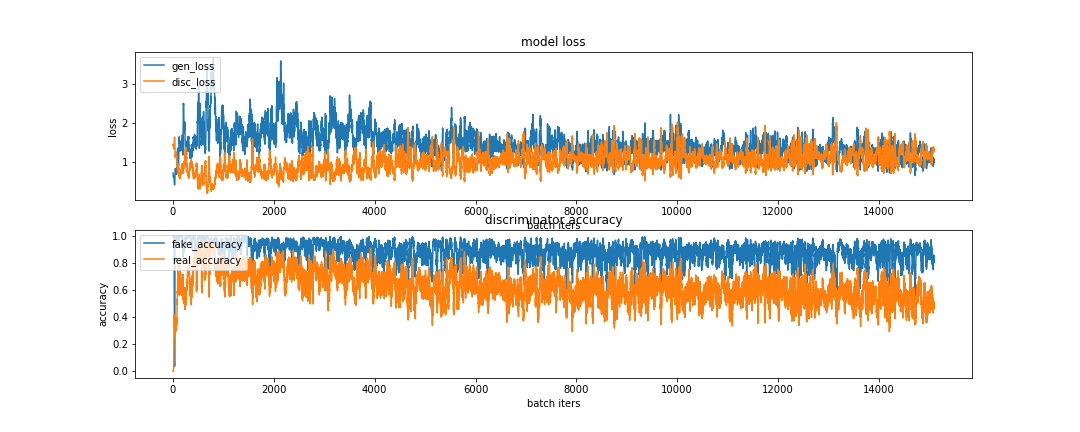 model loss
gen_loss
disc_loss
loss
3
2
1
0
2000
4000
6000
8000
10000
12000
14000
batch iters
discriminator accuracy
fake_accuracy
real_accuracy
accuracy
1.0
0.8
0.6
0.4
0.2
0.0
0
2000
4000
6000
8000
10000
12000
14000
batch iters